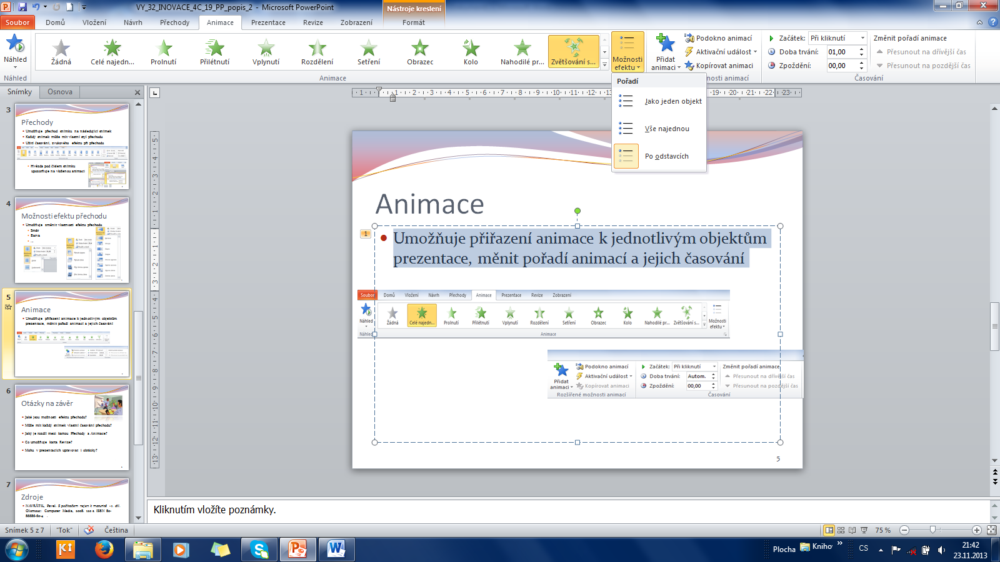 VY_32_INOVACE_4C_19_PP_popis_2 - Microsoft PowerPoint
Nástroje kreslení
Soubor Domů Vložení Návrh Přechody Animace Prezentace Revize Zobrazení Formát
Náhled
Žádná Celé najedn... Prolnutí Přilétnutí Vplynutí Rozdělení Setření Obrazec Kolo Nahodilé pr... Zvětšování s...
Možnosti efektu
Přidat animaci
Podokno animací
Aktivační událost
Kopírovat animaci
Začátek: Při kliknutí
Doba trvání: 01,00
Zpoždění: 00,00
Změnit pořadí animace
Přesunout na dřívější čas
Přesunout na pozdější čas
Náhled Animace nosti animací Časování
Pořadí
Jako jeden objekt
Vše najednou
Po odstavcích
Snímky Osnova
3
Přechody
Umožňuje přechod snímku na následující snímek
Každý snímek může mít vlastní styl přechodu
Užití časování, zvukového efektu při přechodu
Hvězda pod číslem snímku
upozorňuje na vloženou animaci
4
Možnosti efektu přechodu
Umožňuje změnit vlastnosti efektu přechodu
Směr
Barva
...
5
Animace
Umožňuje přiřazení animace k jednotlivým objektům
prezentace, měnit pořadí animací a jejich časování
6
Otázky na závěr
Jaké jsou možnosti efektu přechodu?
Může mít každý snímek vlastní časování přechodu?
Jaký je rozdíl mezi kartou Přechody a Animace?
Co umožňuje karta Revize?
Mohu v prezentacích upravovat i obrázky?
7
Zdroje
NAVRÁTIL, Pavel. S počítačem nejen k maturitě - 1. díl.
Olomouc: Computer Media, 2008. 120 s. ISBN 80-
Animace
1
Umožňuje přiřazení animace k jednotlivým objektům
prezentace, měnit pořadí animací a jejich časování
Soubor Domů Vložení Návrh Přechody Animace Prezentace Revize Zobrazení
Náhled
Žádná Celé najedn... Prolnutí Přilétnutí Vplynutí Rozdělení Setření Obrazec Kolo Nahodilé pr... Zvětšování s...
Možnosti efektu
Náhled Animace
Přidat animaci
Podokno animací
Aktivační událost
Kopírovat animaci
Rozšířené možnosti animací
Začátek: Při kliknutí
Doba trvání: Autom.
Zpoždění: 00,00
Změnit pořadí animace
Přesunout na dřívější čas
Přesunout na pozdější čas
Časování
5
Kliknutím vložíte poznámky.
Snímek 5 z 7 "Tok" Čeština 75 %
Plocha Kniho CS
21:42
23.11.2013